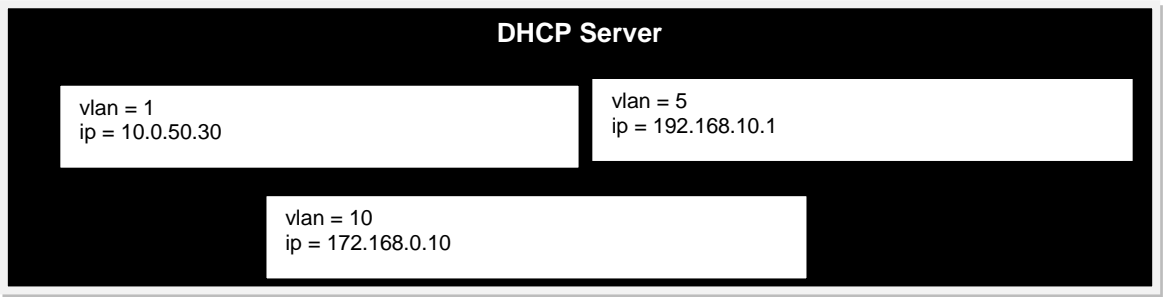 DHCP Server
vlan = 1
ip = 10.0.50.30
vlan = 5
ip = 192.168.10.1
vlan = 10
ip = 172.168.0.10